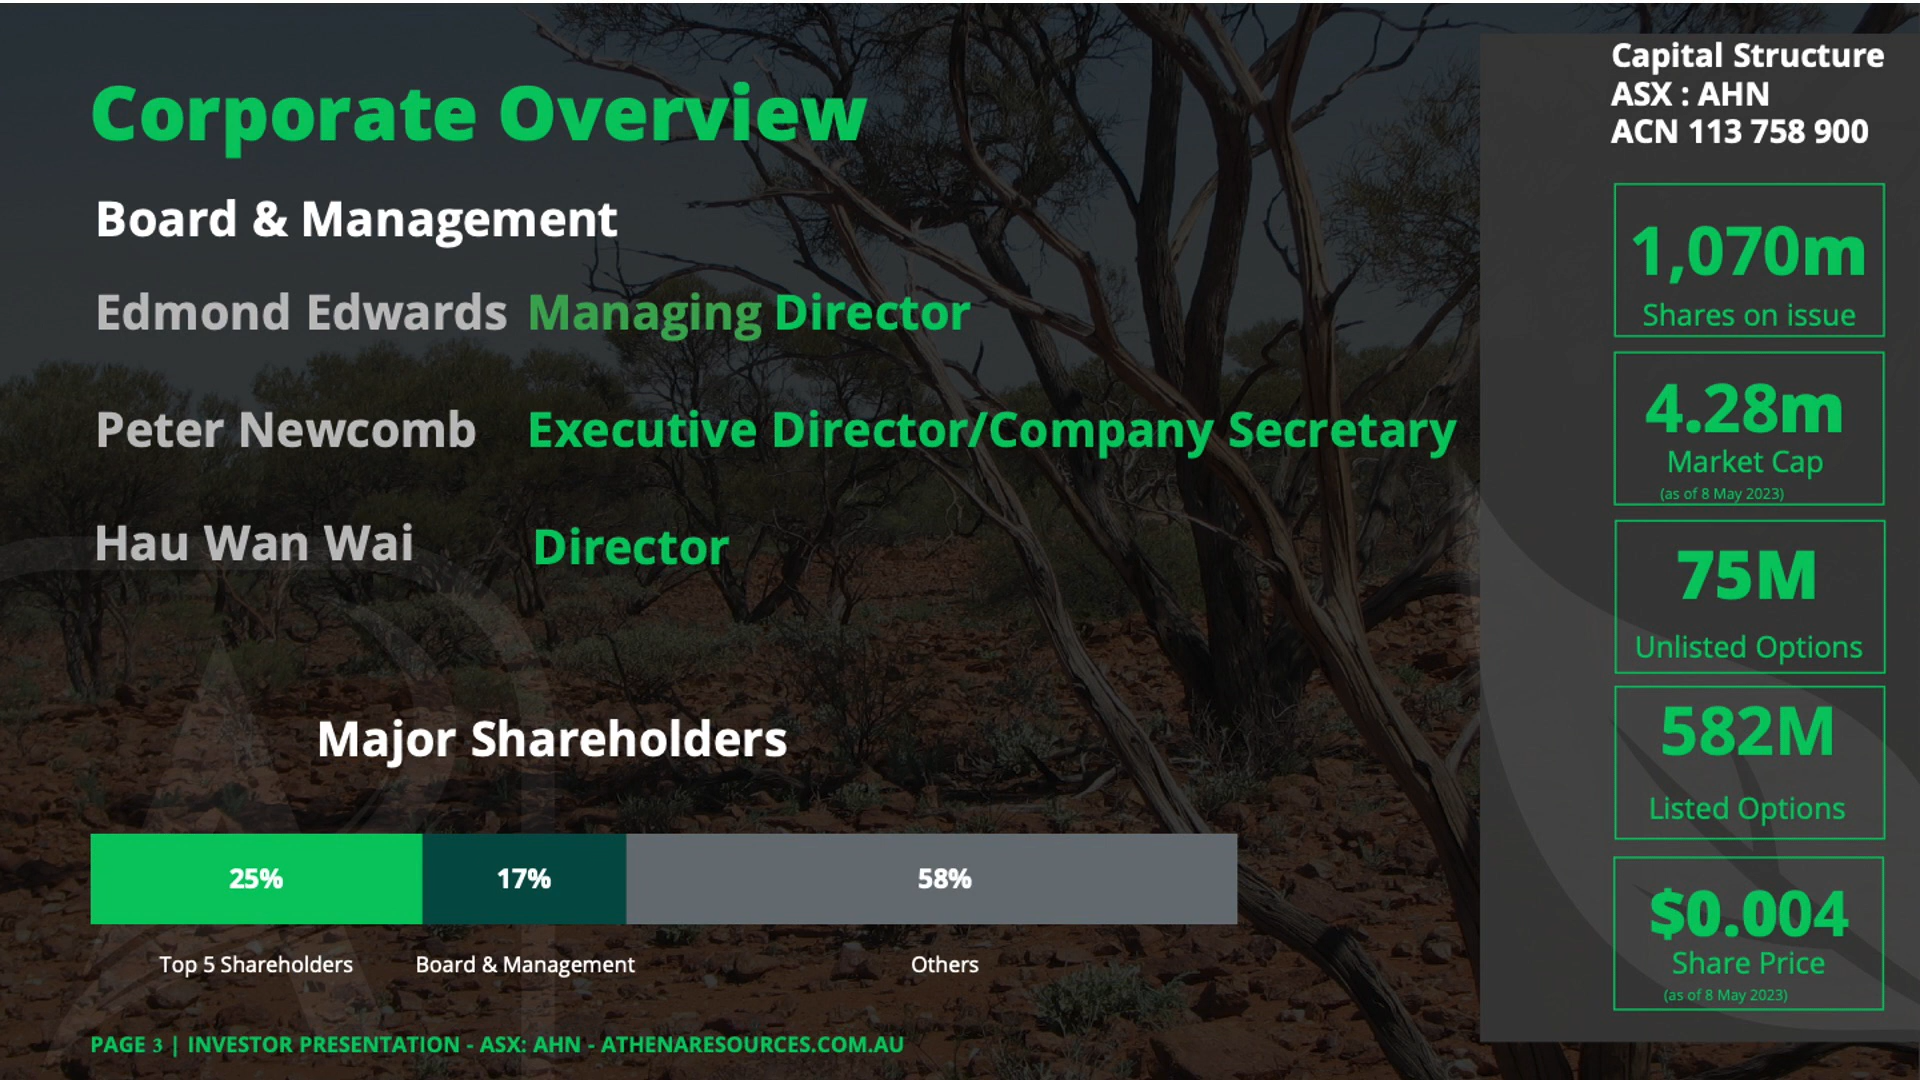 Corporate Overview
Board & Management
Edmond Edwards Managing Director
Peter Newcomb Executive Director/Company Secretary
Hau Wan Wai Director
Major Shareholders
25% 17% 58%
Top 5 Shareholders Board & Management Others
PAGE 3 | INVESTOR PRESENTATION - ASX: AHN - ATHENARESOURCES.COM.AU
Capital Structure
ASX : AHN
ACN 113 758 900
1,070m
Shares on issue
4.28m
Market Cap
(as of 8 May 2023)
75M
Unlisted Options
582M
Listed Options
$0.004
Share Price
(as of 8 May 2023)